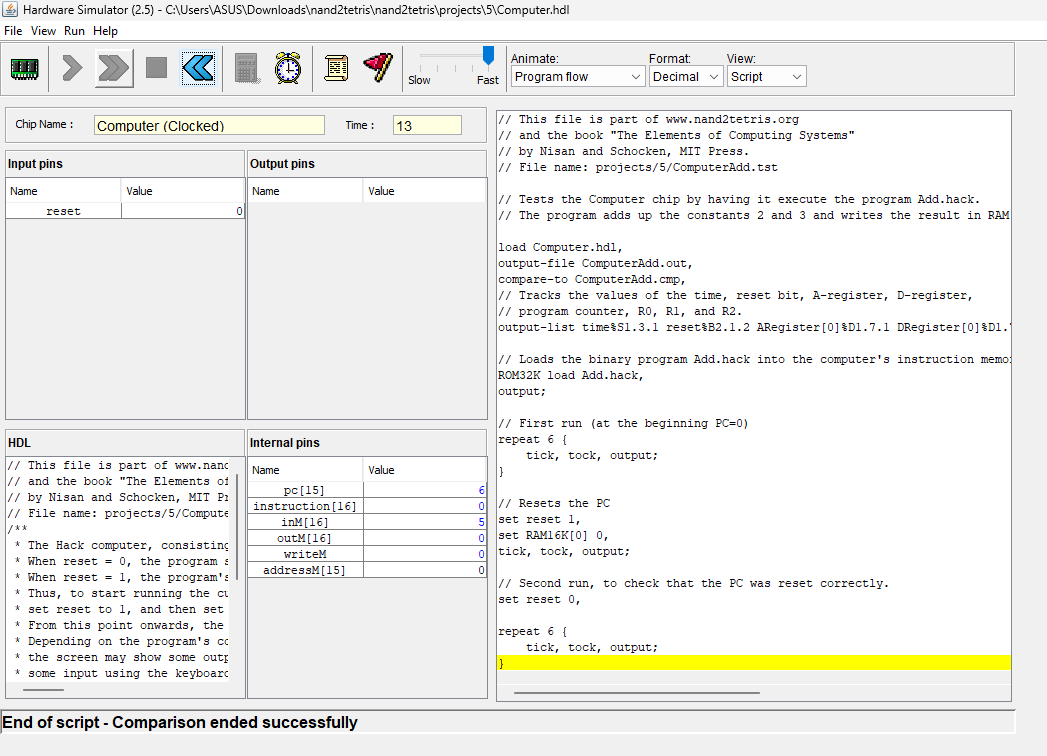 Hardware Simulator (2.5) - C:\Users\ASUS\Downloads\nand2tetris\nand2tetris\projects\5\Computer.hdl
File View Run Help
Slow Fast
Animate: Format: View:
Program flow Decimal Script
Chip Name : Computer (Clocked) Time : 13
Input pins
Name Value
reset 0
Output pins
Name Value
HDL
// This file is part of www.nand
// and the book "The Elements of
// by Nisan and Schocken, MIT Pr
// File name: projects/5/Compute
/**
* The Hack computer, consisting
* When reset = 0, the program s
* When reset = 1, the program's
* Thus, to start running the cu
* set reset to 1, and then set
* From this point onwards, the
* Depending on the program's co
* the screen may show some outp
* some input using the keyboard
Internal pins
Name Value
pc[15] 6
instruction[16] 0
inM[16] 5
outM[16] 0
writeM 0
addressM[15] 0
// This file is part of www.nand2tetris.org
// and the book "The Elements of Computing Systems"
// by Nisan and Schocken, MIT Press.
// File name: projects/5/ComputerAdd.tst
// Tests the Computer chip by having it execute the program Add.hack.
// The program adds up the constants 2 and 3 and writes the result in RAM
load Computer.hdl,
output-file ComputerAdd.out,
compare-to ComputerAdd.cmp,
// Tracks the values of the time, reset bit, A-register, D-register,
// program counter, R0, R1, and R2.
output-list time%S1.3.1 reset%B2.1.2 ARegister[0]%D1.7.1 DRegister[0]%D1.
// Loads the binary program Add.hack into the computer's instruction memo
ROM32K load Add.hack,
output;
// First run (at the beginning PC=0)
repeat 6 {
tick, tock, output;
}
// Resets the PC
set reset 1,
set RAM16K[0] 0,
tick, tock, output;
// Second run, to check that the PC was reset correctly.
set reset 0,
repeat 6 {
tick, tock, output;
}
End of script - Comparison ended successfully